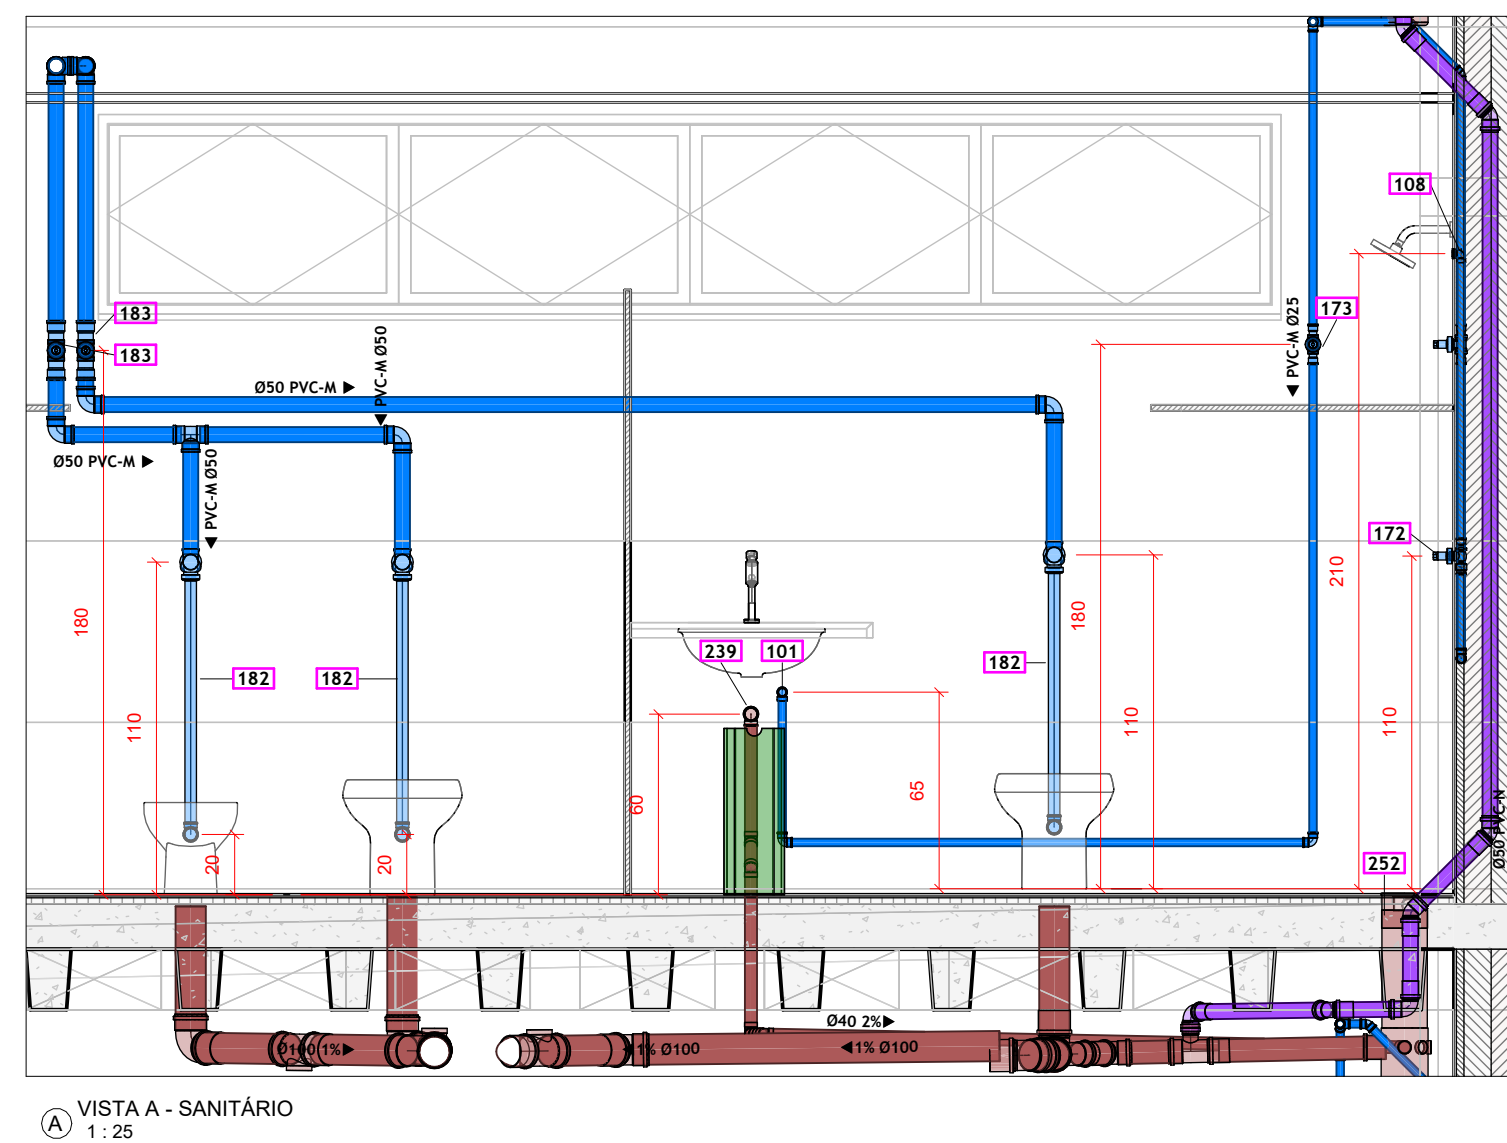 108
183
173
183
PVC-M Ø50
PVC-M Ø25
Ø50 PVC-M
Ø50 PVC-M
PVC-M Ø50
172
210
180
180
239
101
182
182
182
110
110
110
65
60
20
20
Ø50 PVC-N
252
Ø40 2%
Ø100 1%
1% Ø100
1% Ø100
A
VISTA A - SANITÁRIO
1 : 25